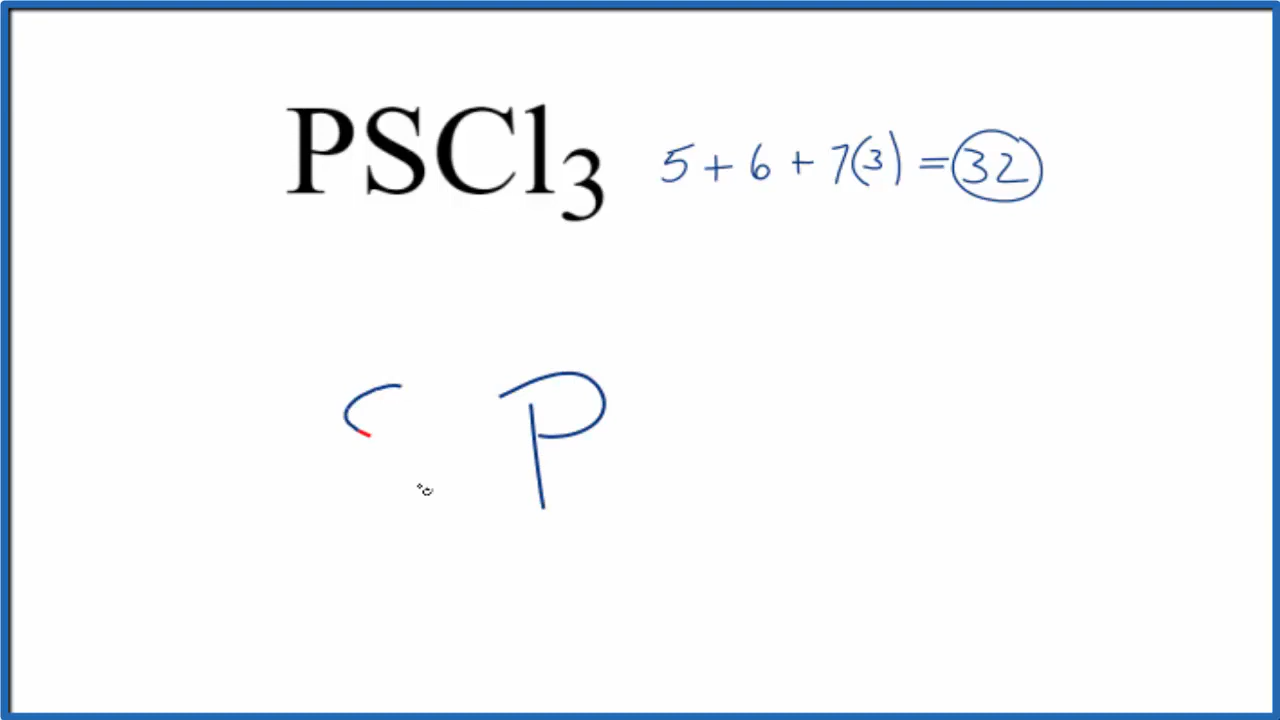 PSCl₃ 5 + 6 + 7(3) = 32
P